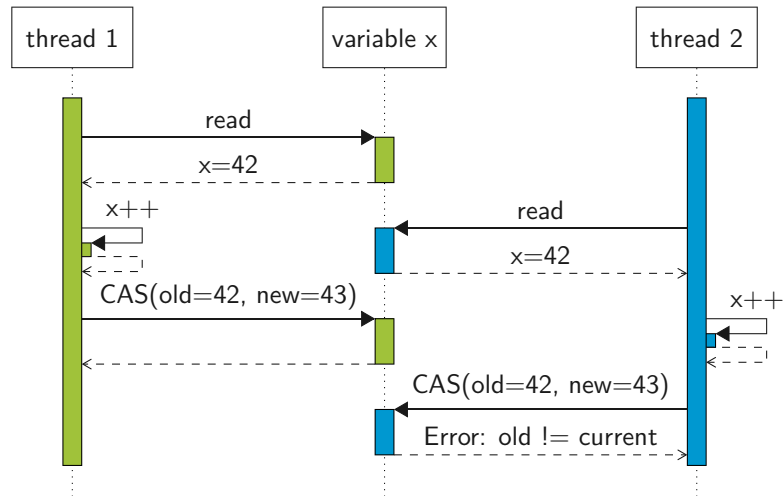 thread 1
variable x
thread 2
read
x=42
x++
read
x=42
CAS(old=42, new=43)
x++
CAS(old=42, new=43)
Error: old != current